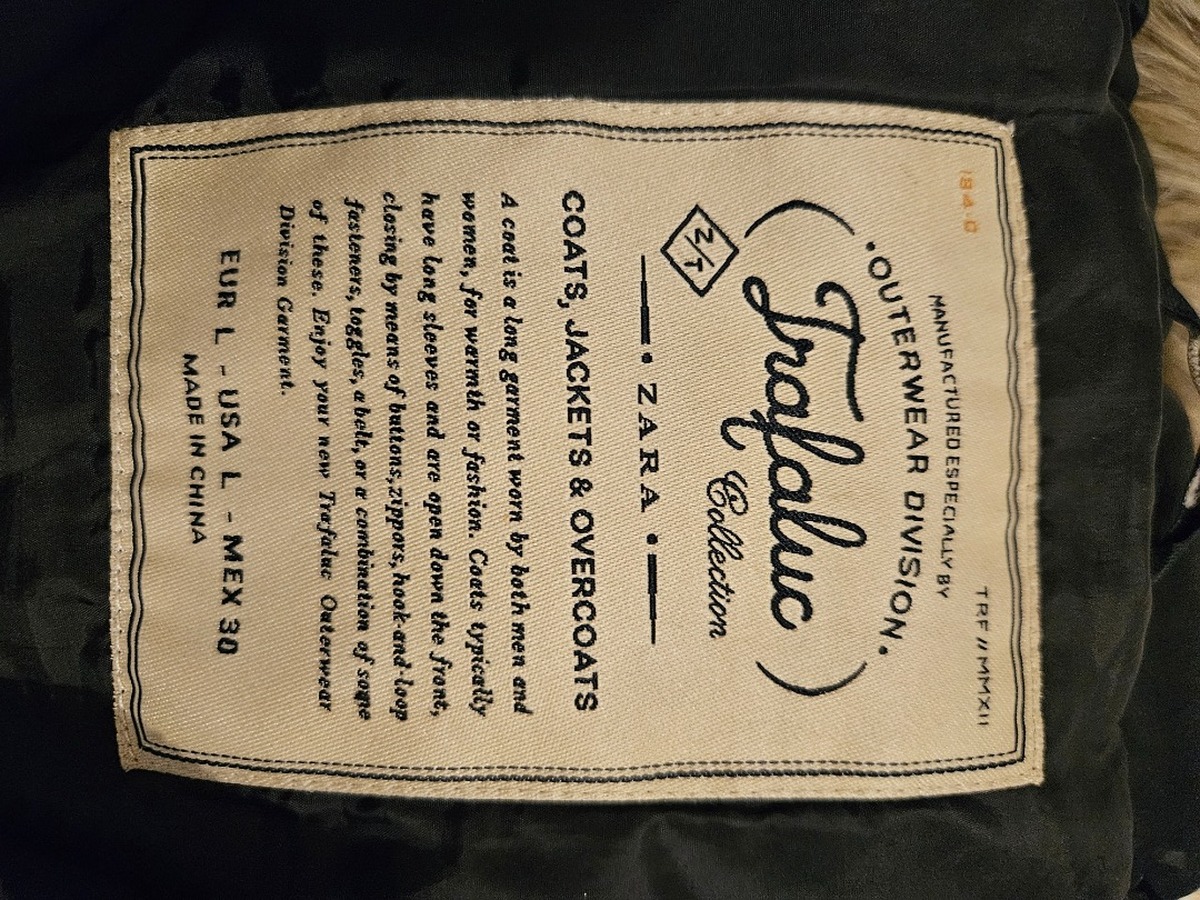 184.C
TRF // MMXII
MANUFACTURED ESPECIALLY BY
•OUTERWEAR DIVISION.•
(Trafaluc)
Collection
Z/T
—• ZARA •—
COATS, JACKETS & OVERCOATS
A coat is a long garment worn by both men and
women, for warmth or fashion. Coats typically
have long sleeves and are open down the front,
closing by means of buttons, zippors, hook-and-loop
fasteners, toggles, a belt, or a combination of some
of these. Enjoy your new Trafaluc Outerwear
Division Garment.
EUR L - USA L - MEX 30
MADE IN CHINA